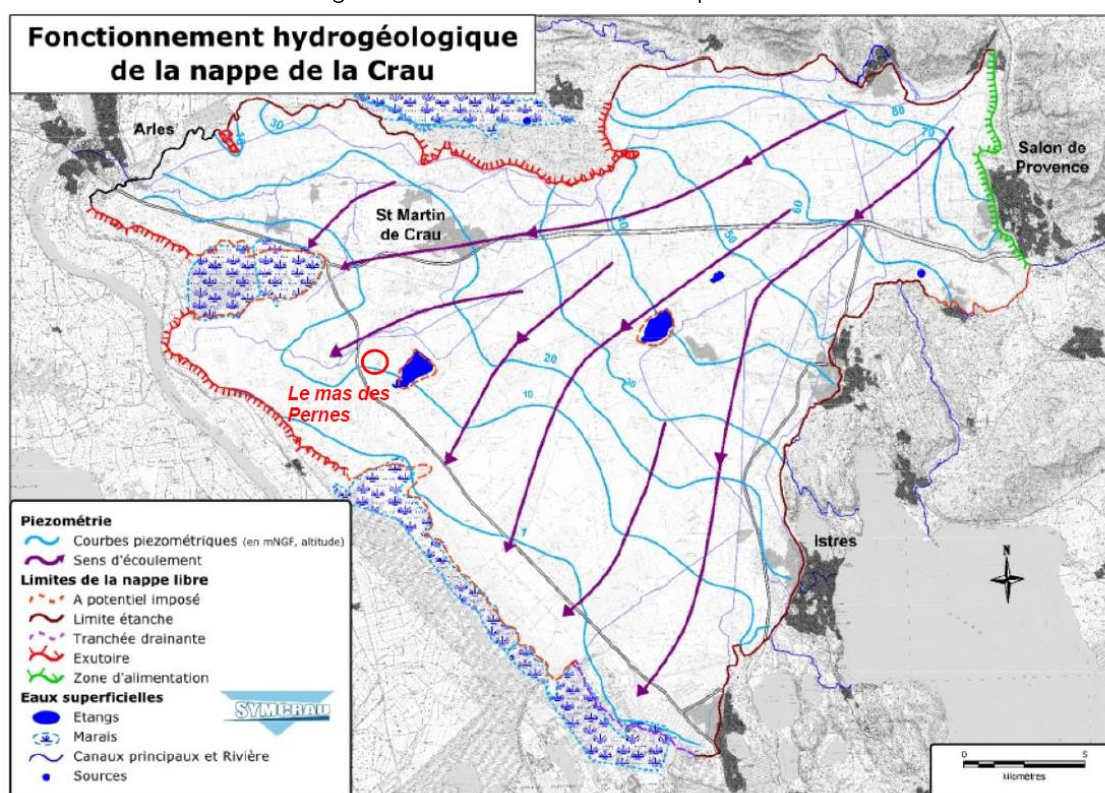 Fonctionnement hydrogéologique
de la nappe de la Crau
Arles
30
80
70
Salon de
Provence
St Martin
de Crau
60
50
20
10
Le mas des
Pernes
1
Istres
N
Piezométrie
Courbes piezométriques (en mNGF, altitude)
Sens d'écoulement
Limites de la nappe libre
A potentiel imposé
Limite étanche
Tranchée drainante
Exutoire
Zone d'alimentation
Eaux superficielles
Etangs
Marais
Canaux principaux et Rivière
Sources
SYMCRAU
0 5
kilomètres